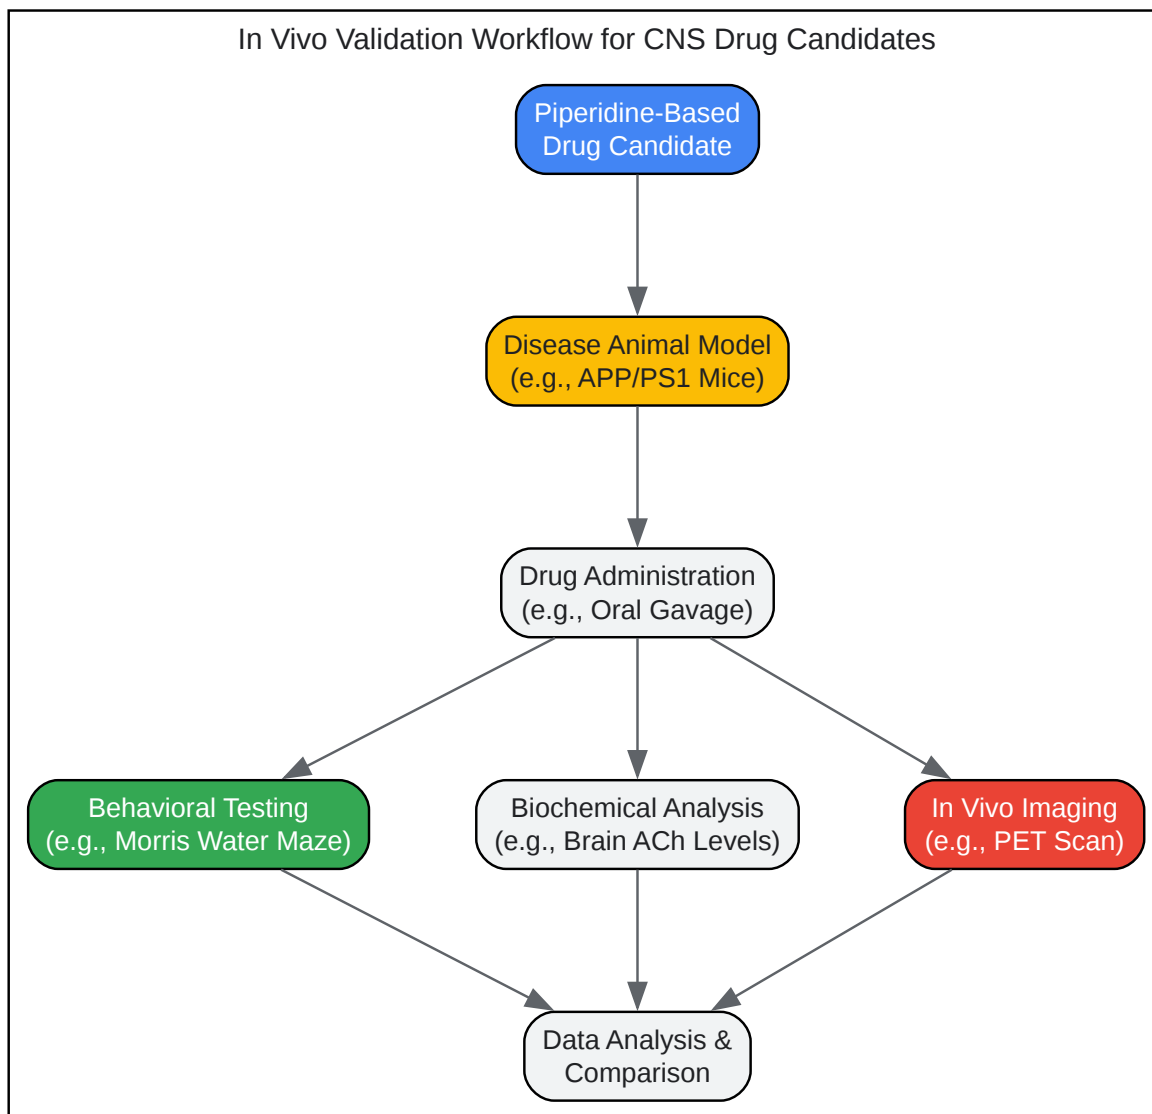 In Vivo Validation Workflow for CNS Drug Candidates
Piperidine-Based
Drug Candidate
Disease Animal Model
(e.g., APP/PS1 Mice)
Drug Administration
(e.g., Oral Gavage)
Behavioral Testing
(e.g., Morris Water Maze)
Biochemical Analysis
(e.g., Brain ACh Levels)
In Vivo Imaging
(e.g., PET Scan)
Data Analysis &
Comparison